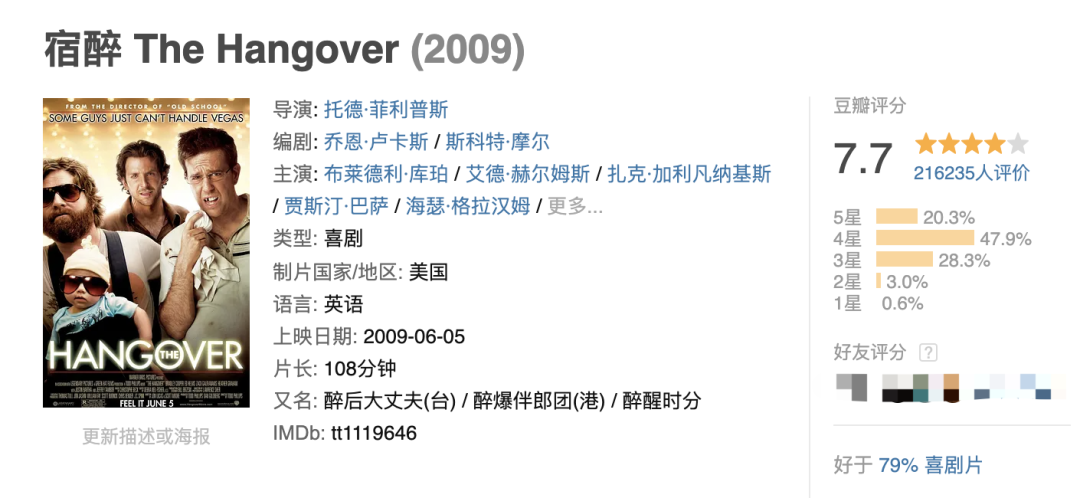 宿醉 The Hangover (2009)
FROM THE DIRECTOR OF "OLD SCHOOL"
SOME GUYS JUST CAN'T HANDLE VEGAS
THE HANGOVER
FEEL IT JUNE 5
更新描述或海报
导演: 托德·菲利普斯
编剧: 乔恩·卢卡斯 / 斯科特·摩尔
主演: 布莱德利·库珀 / 艾德·赫尔姆斯 / 扎克·加利凡纳基斯
/ 贾斯汀·巴萨 / 海瑟·格拉汉姆 / 更多...
类型: 喜剧
制片国家/地区: 美国
语言: 英语
上映日期: 2009-06-05
片长: 108分钟
又名: 醉后大丈夫(台) / 醉爆伴郎团(港) / 醉醒时分
IMDb: tt1119646
豆瓣评分
7.7
216235人评价
5星 20.3%
4星 47.9%
3星 28.3%
2星 3.0%
1星 0.6%
好友评分 ?
好于 79% 喜剧片